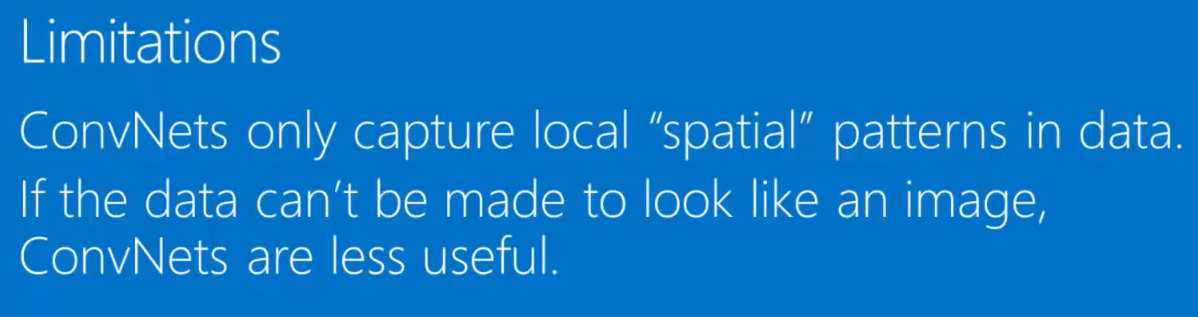 Limitations
ConvNets only capture local “spatial” patterns in data.
If the data can’t be made to look like an image,
ConvNets are less useful.